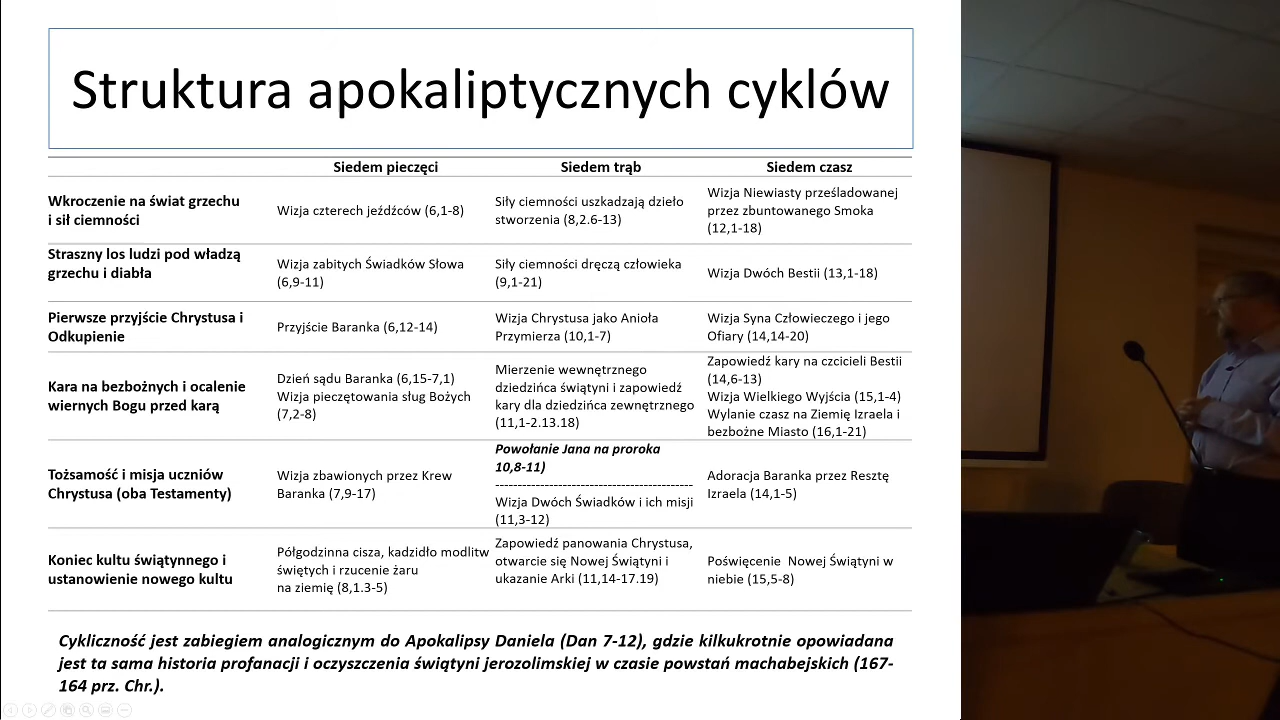 Struktura apokaliptycznych cyklów
Siedem pieczęci
Siedem trąb
Siedem czasz
Wkroczenie na świat grzechu
i sił ciemności
Wizja czterech jeźdźców (6,1-8)
Siły ciemności uszkadzają dzieło
stworzenia (8,2.6-13)
Wizja Niewiasty prześladowanej
przez zbuntowanego Smoka
(12,1-18)
Straszny los ludzi pod władzą
grzechu i diabła
Wizja zabitych Świadków Słowa
(6,9-11)
Siły ciemności dręczą człowieka
(9,1-21)
Wizja Dwóch Bestii (13,1-18)
Pierwsze przyjście Chrystusa i
Odkupienie
Przyjście Baranka (6,12-14)
Wizja Chrystusa jako Anioła
Przymierza (10,1-7)
Wizja Syna Człowieczego i jego
Ofiary (14,14-20)
Kara na bezbożnych i ocalenie
wiernych Bogu przed karą
Dzień sądu Baranka (6,15-7,1)
Wizja pieczętowania sług Bożych
(7,2-8)
Mierzenie wewnętrznego
dziedzińca świątyni i zapowiedź
kary dla dziedzińca zewnętrznego
(11,1-2.13.18)
Zapowiedź kary na czcicieli Bestii
(14,6-13)
Wizja Wielkiego Wyjścia (15,1-4)
Wylanie czasz na Ziemię Izraela i
bezbożne Miasto (16,1-21)
Tożsamość i misja uczniów
Chrystusa (oba Testamenty)
Wizja zbawionych przez Krew
Baranka (7,9-17)
Powołanie Jana na proroka
10,8-11)
--------------------------------------------
Wizja Dwóch Świadków i ich misji
(11,3-12)
Adoracja Baranka przez Resztę
Izraela (14,1-5)
Koniec kultu świątynnego i
ustanowienie nowego kultu
Półgodzinna cisza, kadzidło modlitw
świętych i rzucenie żaru
na ziemię (8,1.3-5)
Zapowiedź panowania Chrystusa,
otwarcie się Nowej Świątyni i
ukazanie Arki (11,14-17.19)
Poświęcenie  Nowej Świątyni w
niebie (15,5-8)
Cykliczność jest zabiegiem analogicznym do Apokalipsy Daniela (Dan 7-12), gdzie kilkukrotnie opowiadana
jest ta sama historia profanacji i oczyszczenia świątyni jerozolimskiej w czasie powstań machabejskich (167-
164 prz. Chr.).